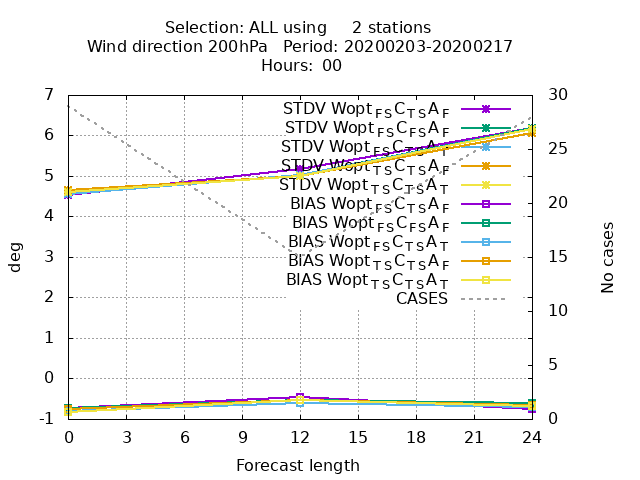 Selection: ALL using 2 stations
Wind direction 200hPa Period: 20200203-20200217
Hours: 00
deg
No cases
7
6
5
4
3
2
1
0
-1
30
25
20
15
10
5
0
STDV Wopt FS C TS A F
STDV Wopt FS C FS A F
STDV Wopt FS C TS A T
STDV Wopt TS C TS A F
STDV Wopt TS C TS A T
BIAS Wopt FS C TS A F
BIAS Wopt FS C FS A F
BIAS Wopt FS C TS A T
BIAS Wopt TS C TS A F
BIAS Wopt TS C TS A T
CASES
0 3 6 9 12 15 18 21 24
Forecast length